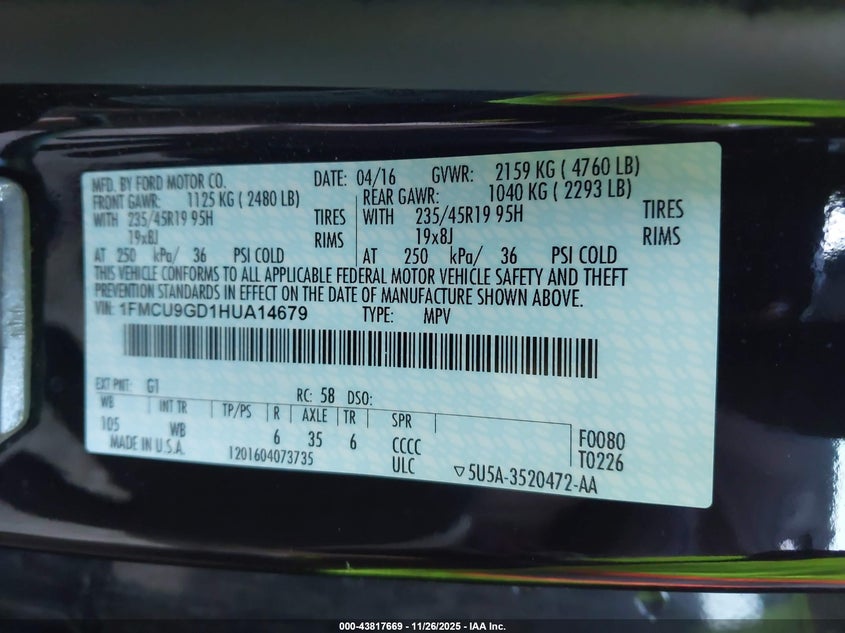 MFD. BY FORD MOTOR CO. DATE: 04/16 GVWR: 2159 KG ( 4760 LB)
FRONT GAWR: 1125 KG ( 2480 LB) REAR GAWR: 1040 KG ( 2293 LB)
WITH 235/45R19 95H TIRES WITH 235/45R19 95H TIRES
19x8J RIMS 19x8J RIMS
AT 250 kPa/ 36 PSI COLD AT 250 kPa/ 36 PSI COLD
THIS VEHICLE CONFORMS TO ALL APPLICABLE FEDERAL MOTOR VEHICLE SAFETY AND THEFT
PREVENTION STANDARDS IN EFFECT ON THE DATE OF MANUFACTURE SHOWN ABOVE.
VIN: 1FMCU9GD1HUA14679 TYPE: MPV
EXT PNT: G1 RC: 58 DSO:
WB INT TR TP/PS R AXLE TR SPR
105 WB 6 35 6 CCCC F0080
MADE IN U.S.A. 1201604073735 ULC T0226
▽5U5A-3520472-AA
000-43817669 - 11/26/2025 - IAA Inc.